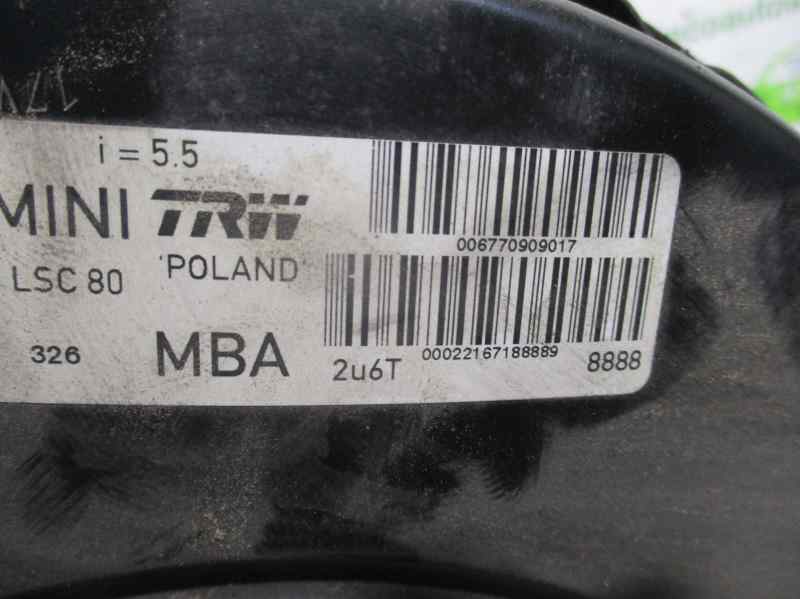 i = 5.5
MINI TRW
006770909017
LSC 80 POLAND
326 MBA 2u6T 00022167188889 8888